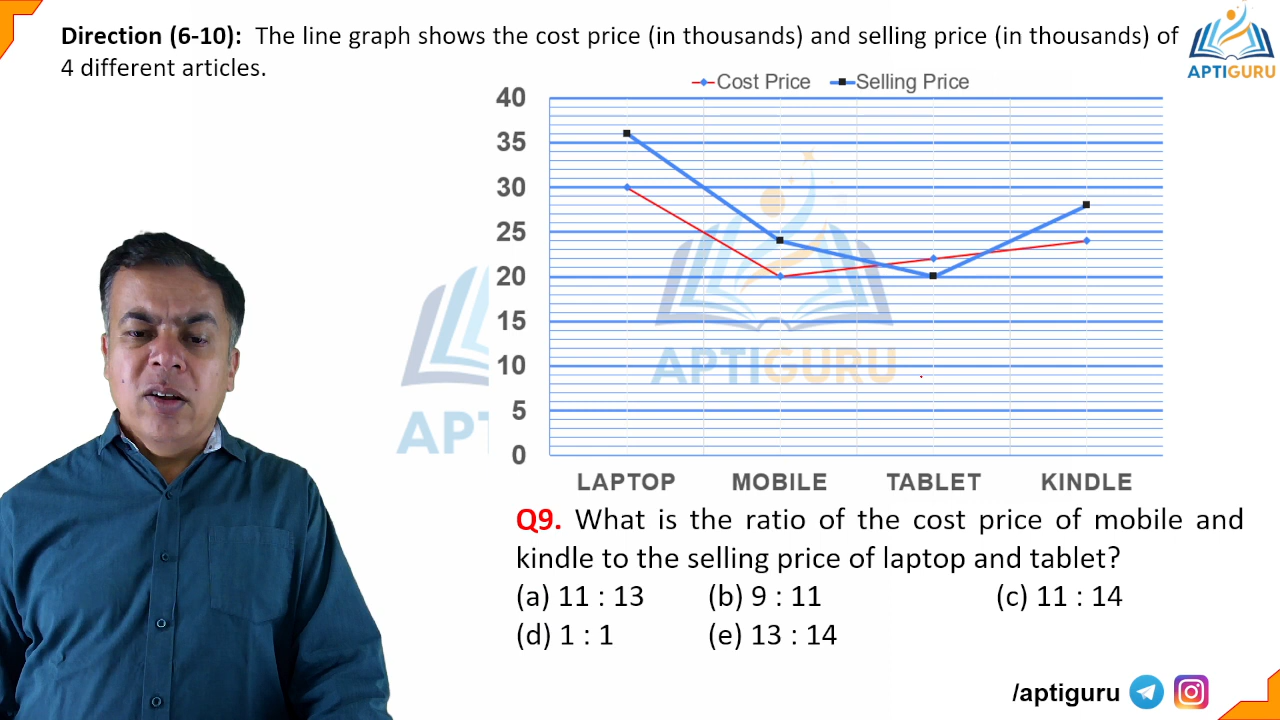 Direction (6-10): The line graph shows the cost price (in thousands) and selling price (in thousands) of
4 different articles.
APTIGURU
Cost Price Selling Price
40
35
30
25
20
15
10
5
0
APTIGURU
APT
LAPTOP MOBILE TABLET KINDLE
Q9. What is the ratio of the cost price of mobile and
kindle to the selling price of laptop and tablet?
(a) 11 : 13 (b) 9 : 11 (c) 11 : 14
(d) 1 : 1 (e) 13 : 14
/aptiguru